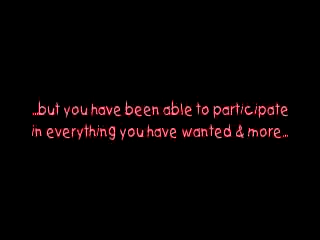 ...but you have been able to participate
in everything you have wanted & more...